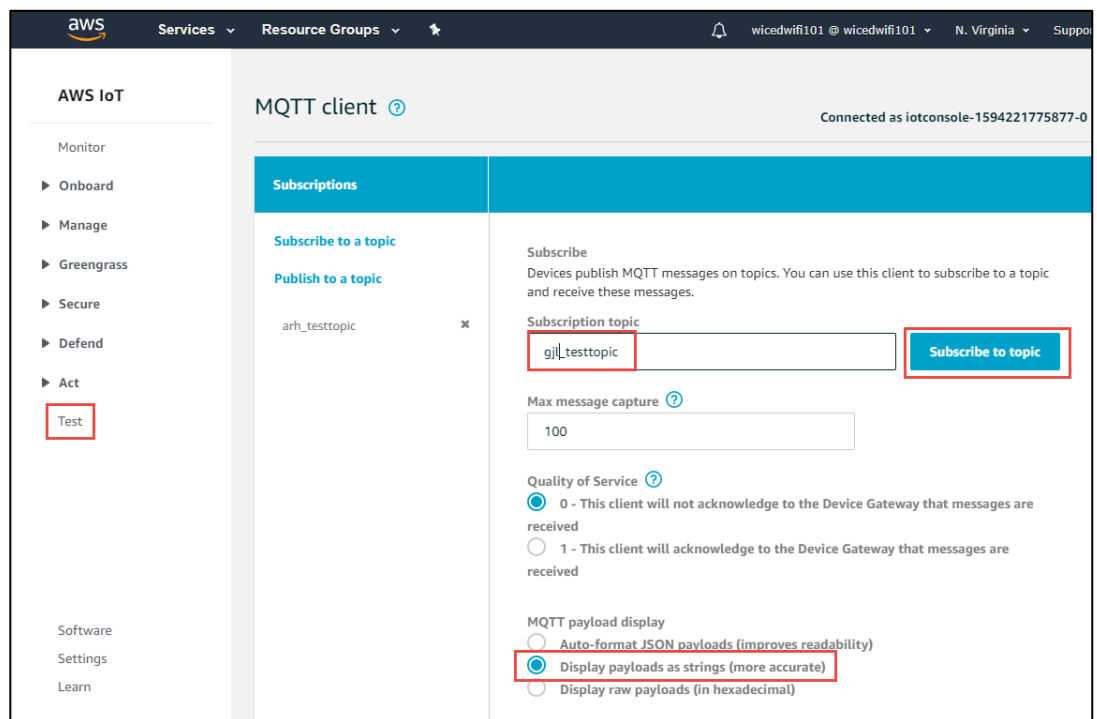 aws
Services
Resource Groups
wicedwifi101 @ wicedwifi101
N. Virginia
AWS IoT
Monitor
Onboard
Manage
Greengrass
Secure
Defend
Act
Test
Software
Settings
Learn
MQTT client ?
Connected as iotconsole-1594221775877-0
Subscriptions
Subscribe to a topic
Publish to a topic
arh_testtopic
Subscribe
Devices publish MQTT messages on topics. You can use this client to subscribe to a topic
and receive these messages.
Subscription topic
gjl_testtopic
Subscribe to topic
Max message capture ?
100
Quality of Service ?
0 - This client will not acknowledge to the Device Gateway that messages are
received
1 - This client will acknowledge to the Device Gateway that messages are
received
MQTT payload display
Auto-format JSON payloads (improves readability)
Display payloads as strings (more accurate)
Display raw payloads (in hexadecimal)